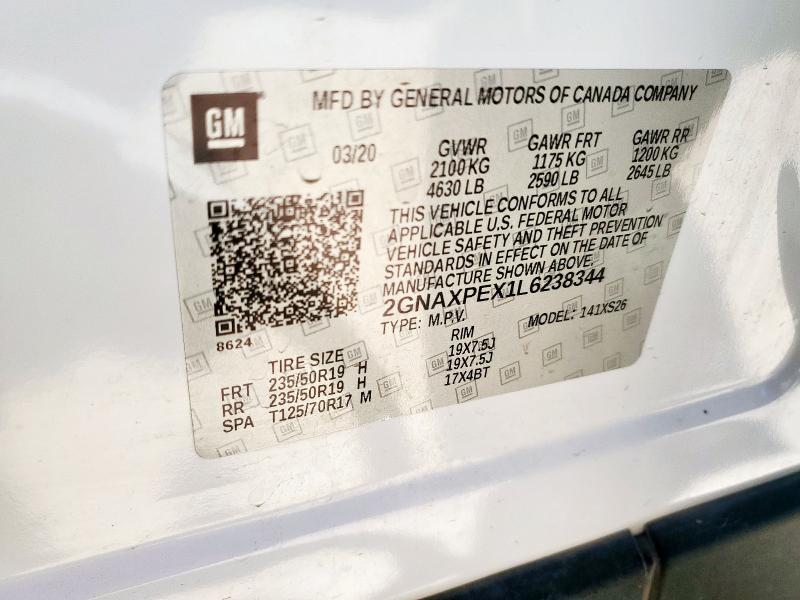 GM
MFD BY GENERAL MOTORS OF CANADA COMPANY
03/20
GVWR GAWR FRT GAWR RR
2100 KG 1175 KG 1200 KG
4630 LB 2590 LB 2645 LB
THIS VEHICLE CONFORMS TO ALL
APPLICABLE U.S. FEDERAL MOTOR
VEHICLE SAFETY AND THEFT PREVENTION
STANDARDS IN EFFECT ON THE DATE OF
MANUFACTURE SHOWN ABOVE.
2GNAXPEX1L6238344
TYPE: M.P.V. MODEL: 141XS26
8624
TIRE SIZE RIM
FRT 235/50R19 H 19X7.5J
RR 235/50R19 H 19X7.5J
SPA T125/70R17 M 17X4BT